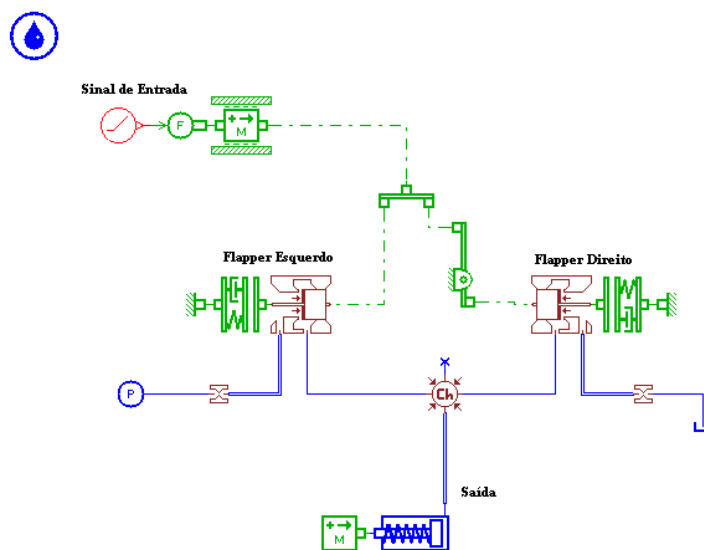 Sinal de Entrada
F
M
Flapper Esquerdo
Flapper Direito
P
Ch
Saída
M